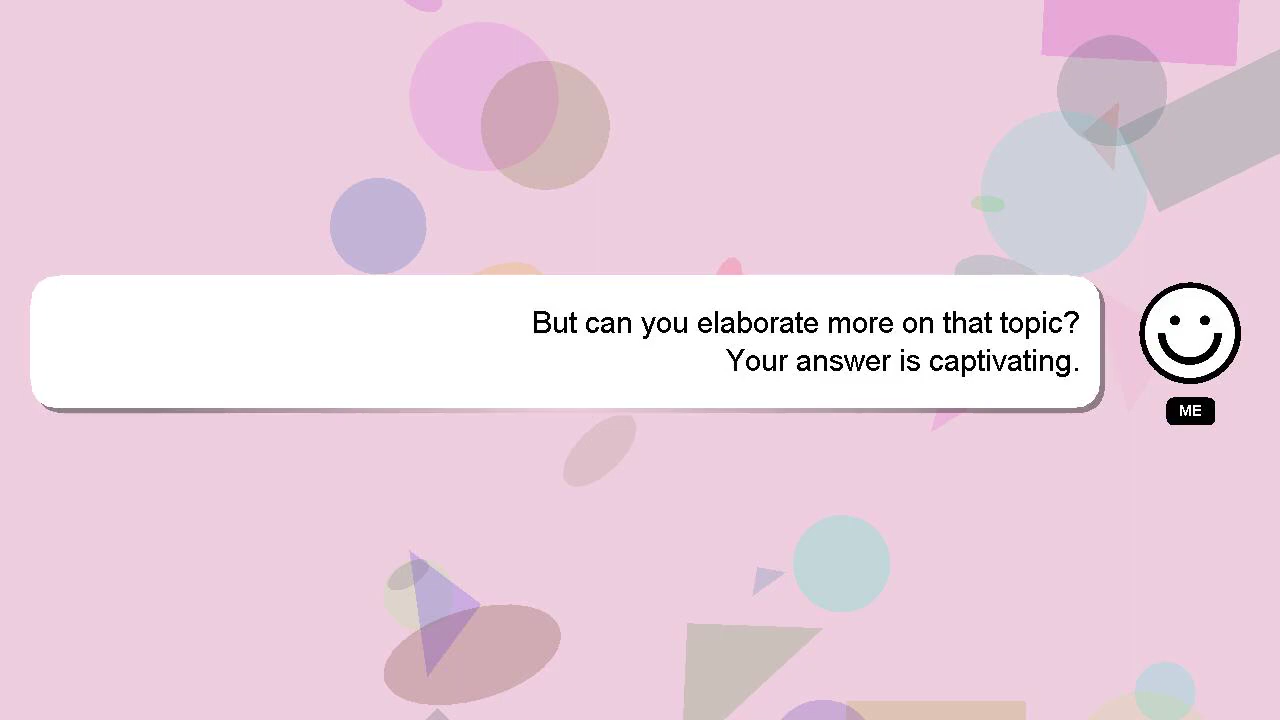 But can you elaborate more on that topic?
Your answer is captivating.
ME